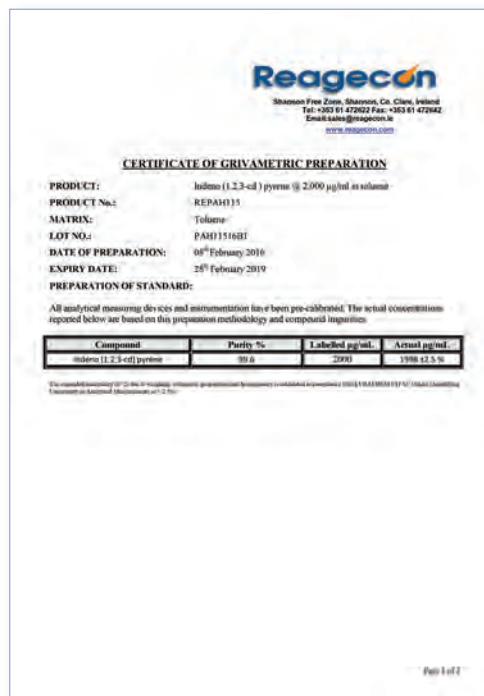 Reagecon
Shannon Free Zone, Shannon, Co. Clare, Ireland
Tel: +353 61 472622 Fax: +353 61 472642
Email:sales@reagecon.ie
www.reagecon.com
CERTIFICATE OF GRIVAMETRIC PREPARATION
PRODUCT: Indeno (1,2,3-cd ) pyrene @ 2,000 µg/ml in toluene
PRODUCT No.: REPAH115
MATRIX: Toluene
LOT NO.: PAH11516B1
DATE OF PREPARATION: 08th February 2016
EXPIRY DATE: 28th February 2019
PREPARATION OF STANDARD:
All analytical measuring devices and instrumentation have been pre-calibrated. The actual concentrations
reported below are based on this preparation methodology and compound impurities.
Compound Purity % Labelled µg/mL Actual µg/mL
Indeno [1,2,3-cd] pyrene 99.6 2000 1998 ±2.5 %
Page 1 of